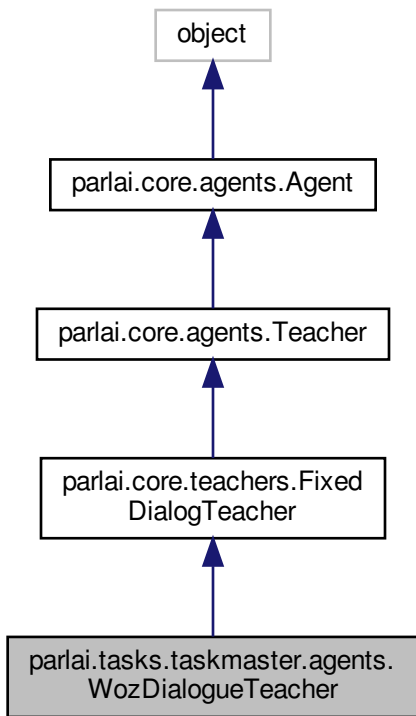 object
parlai.core.agents.Agent
parlai.core.agents.Teacher
parlai.core.teachers.Fixed
DialogTeacher
parlai.tasks.taskmaster.agents.
WozDialogueTeacher